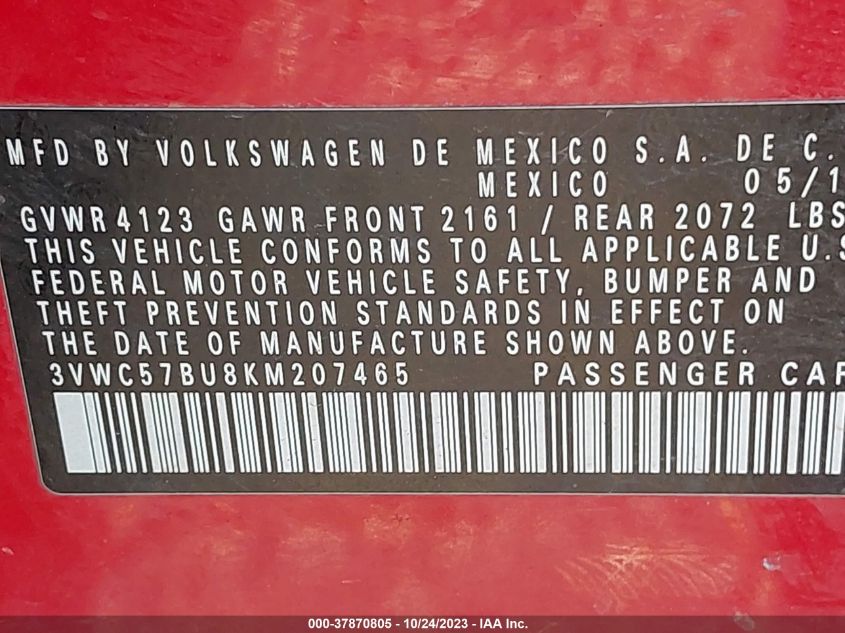 MFD BY VOLKSWAGEN DE MEXICO S.A. DE C.
MEXICO 05/1
GVWR 4123 GAWR FRONT 2161 / REAR 2072 LBS
THIS VEHICLE CONFORMS TO ALL APPLICABLE U.S
FEDERAL MOTOR VEHICLE SAFETY, BUMPER AND
THEFT PREVENTION STANDARDS IN EFFECT ON
THE DATE OF MANUFACTURE SHOWN ABOVE.
3VWC57BU8KM207465 PASSENGER CAR
000-37870805 - 10/24/2023 - IAA Inc.